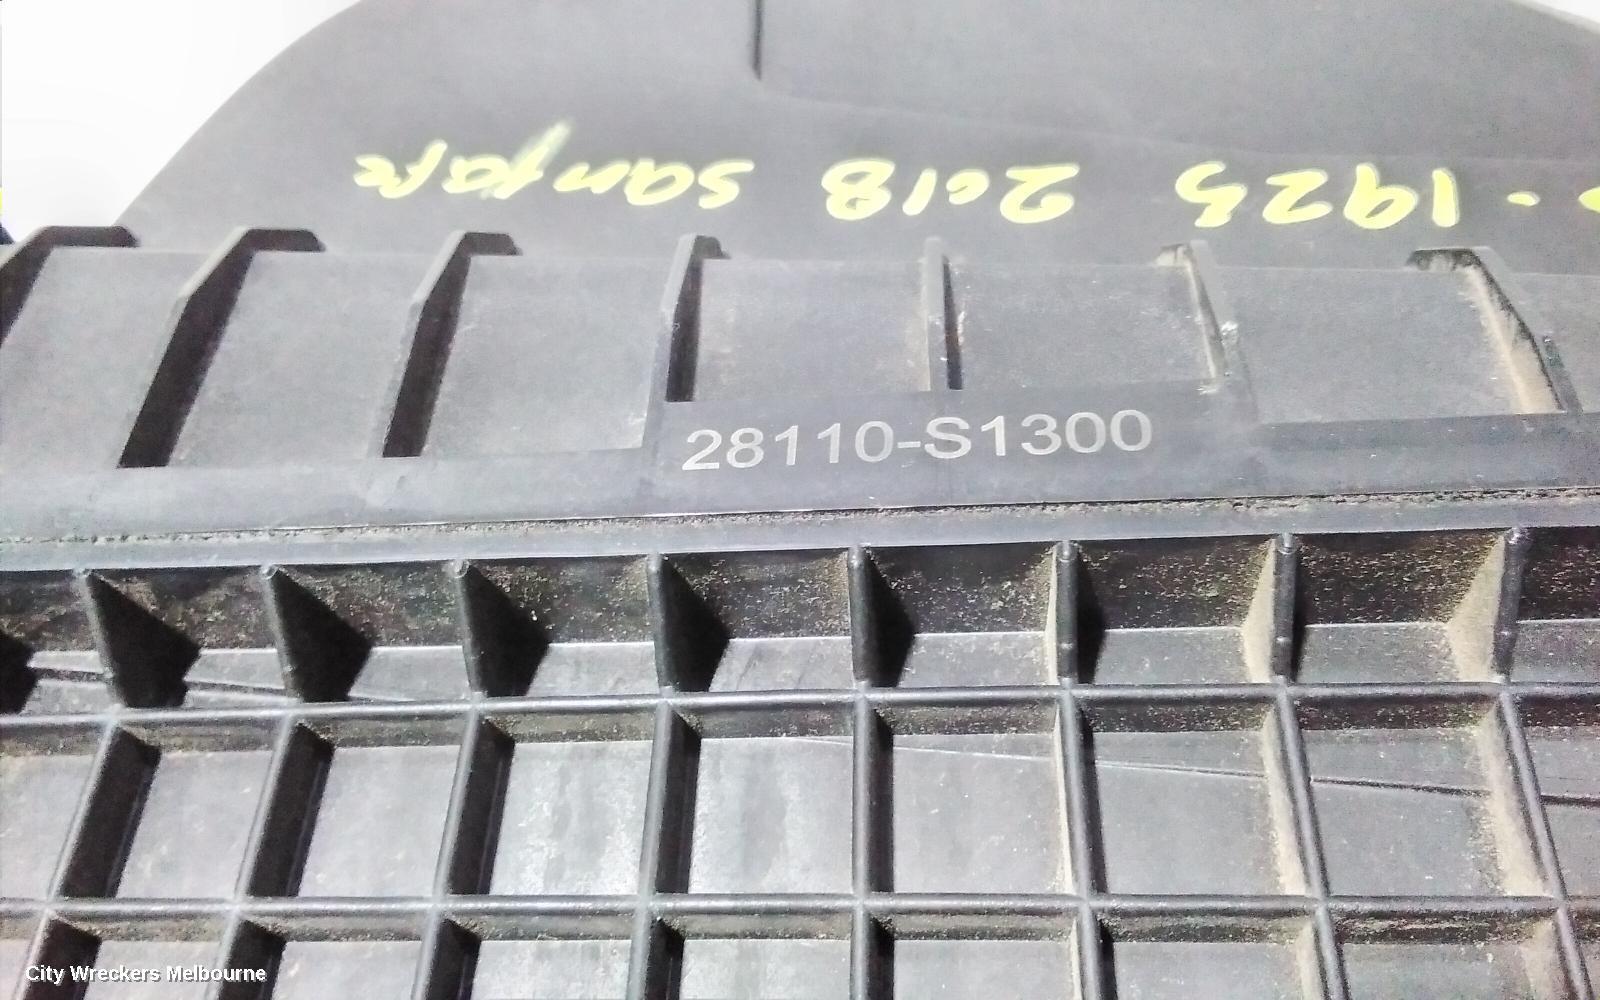 1925 2018 santafe
28110-S1300
City Wreckers Melbourne